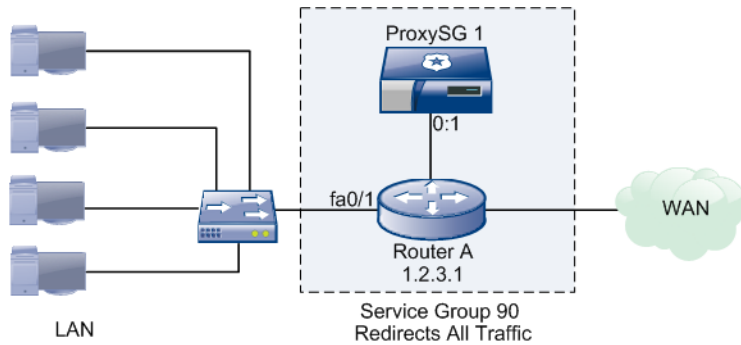 ProxySG 1
0:1
fa0/1
WAN
Router A
1.2.3.1
LAN
Service Group 90
Redirects All Traffic